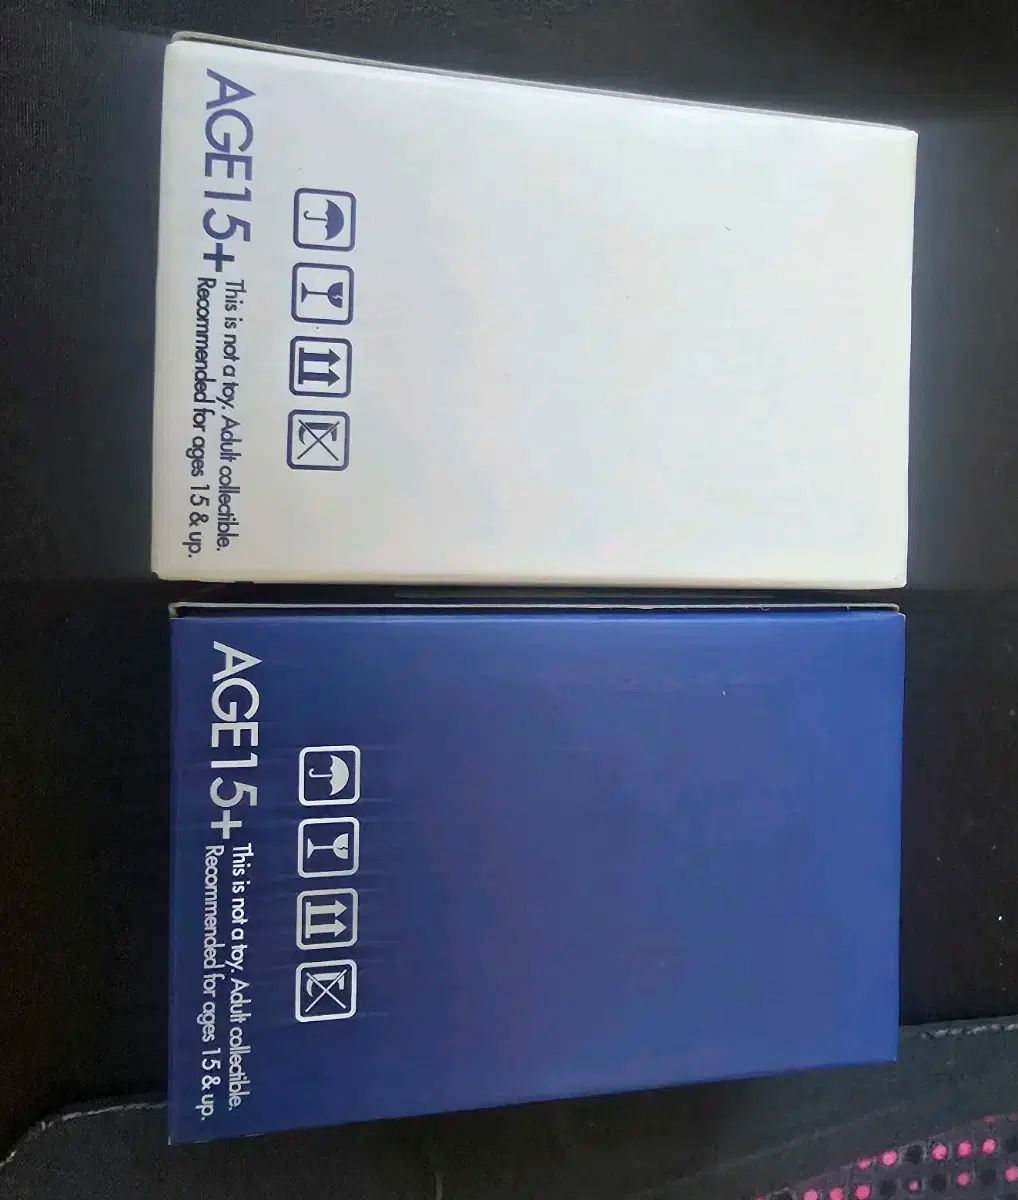 AGE15+
This is not a toy. Adult collectible.
Recommended for ages 15 & up.
AGE15+
This is not a toy. Adult collectible.
Recommended for ages 15 & up.